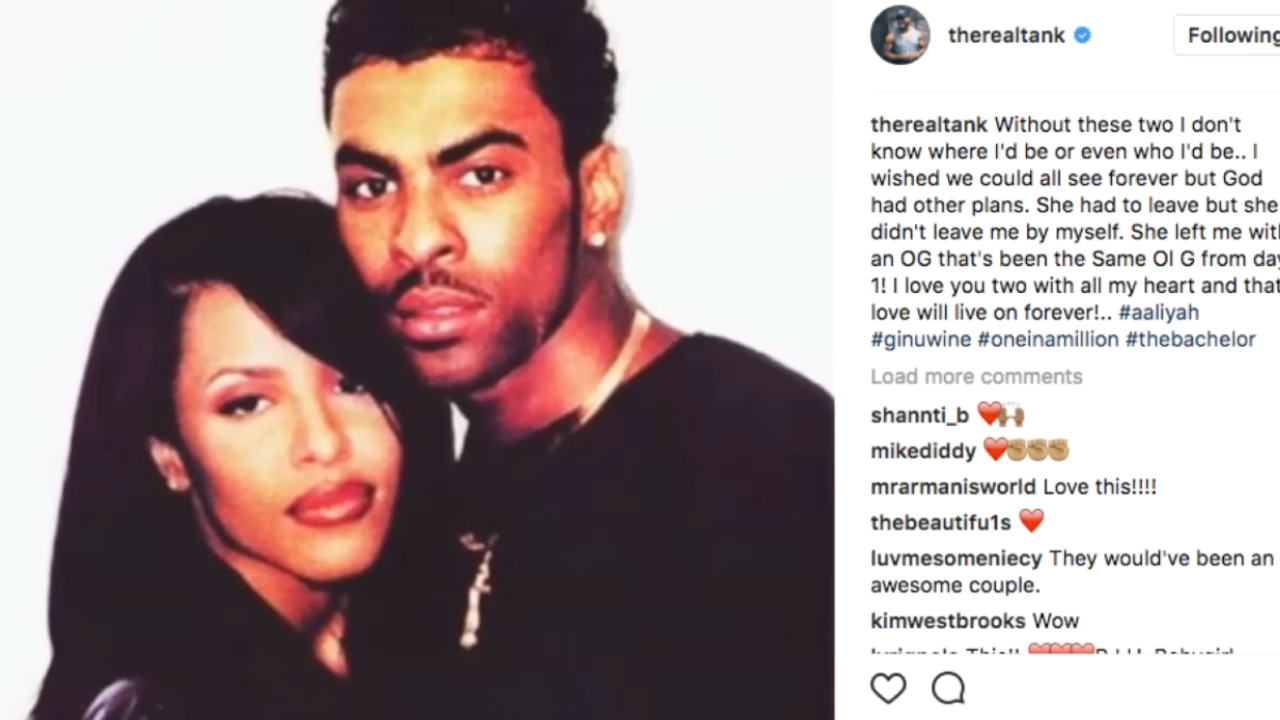 therealtank
Following
therealtank Without these two I don't
know where I'd be or even who I'd be.. I
wished we could all see forever but God
had other plans. She had to leave but she
didn't leave me by myself. She left me
an OG that's been the Same Ol G from
1! I love you two with all my heart and that
love will live on forever!.. #aaliyah
#ginuwine #oneinamillion #thebachelor
Load more comments
shannti_b
mikediddy
mrarmanisworld Love this!!!!
thebeautifu1s
luvmesomeniecy They would've been an
awesome couple.
kimwestbrooks Wow